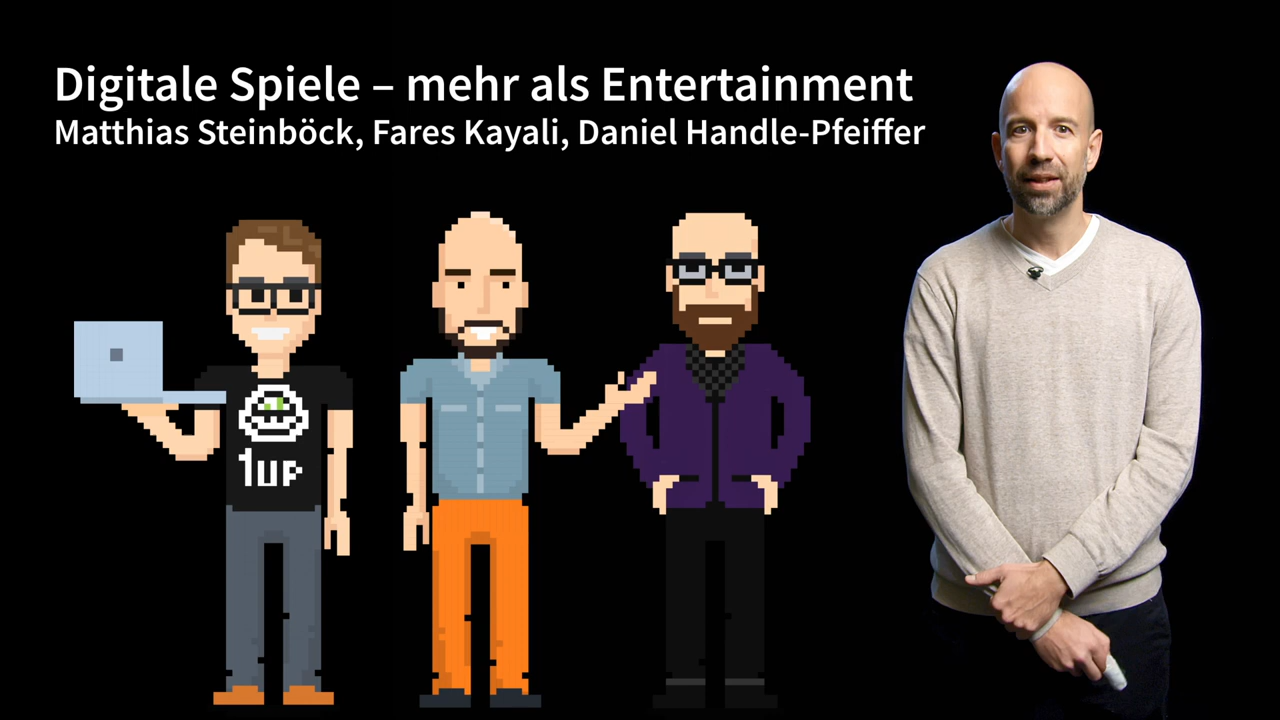 Digitale Spiele – mehr als Entertainment
Matthias Steinböck, Fares Kayali, Daniel Handle-Pfeiffer
1UP